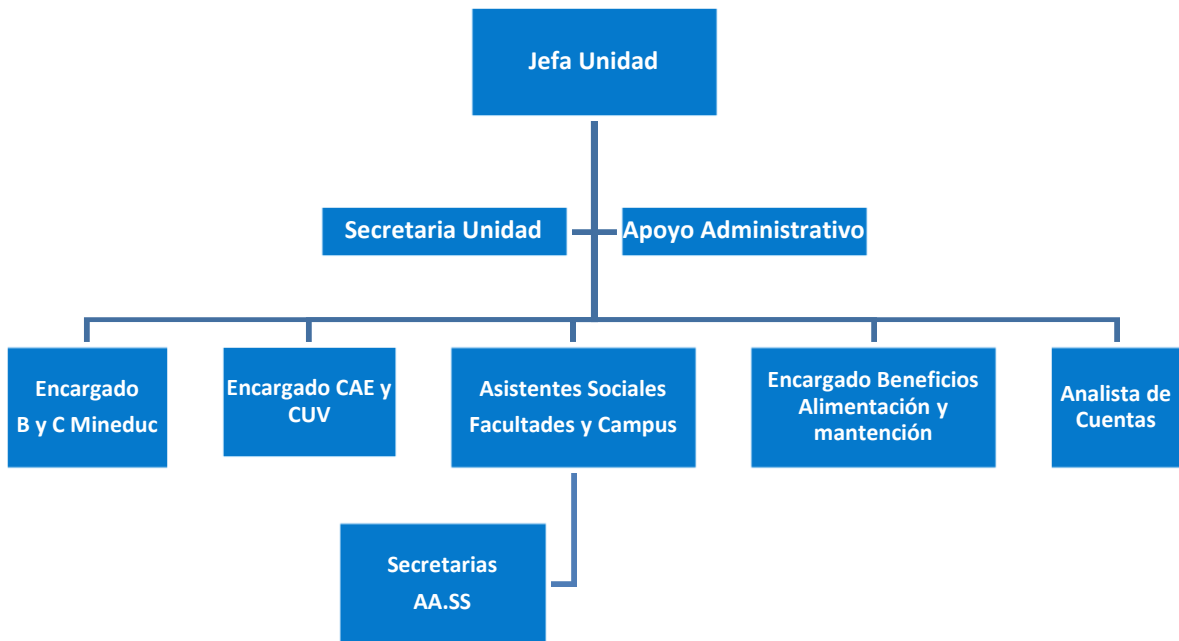 Jefa Unidad
Secretaria Unidad
Apoyo Administrativo
Encargado
B y C Mineduc
Encargado CAE y
CUV
Asistentes Sociales
Facultades y Campus
Encargado Beneficios
Alimentación y
mantención
Analista de
Cuentas
Secretarias
AA.SS